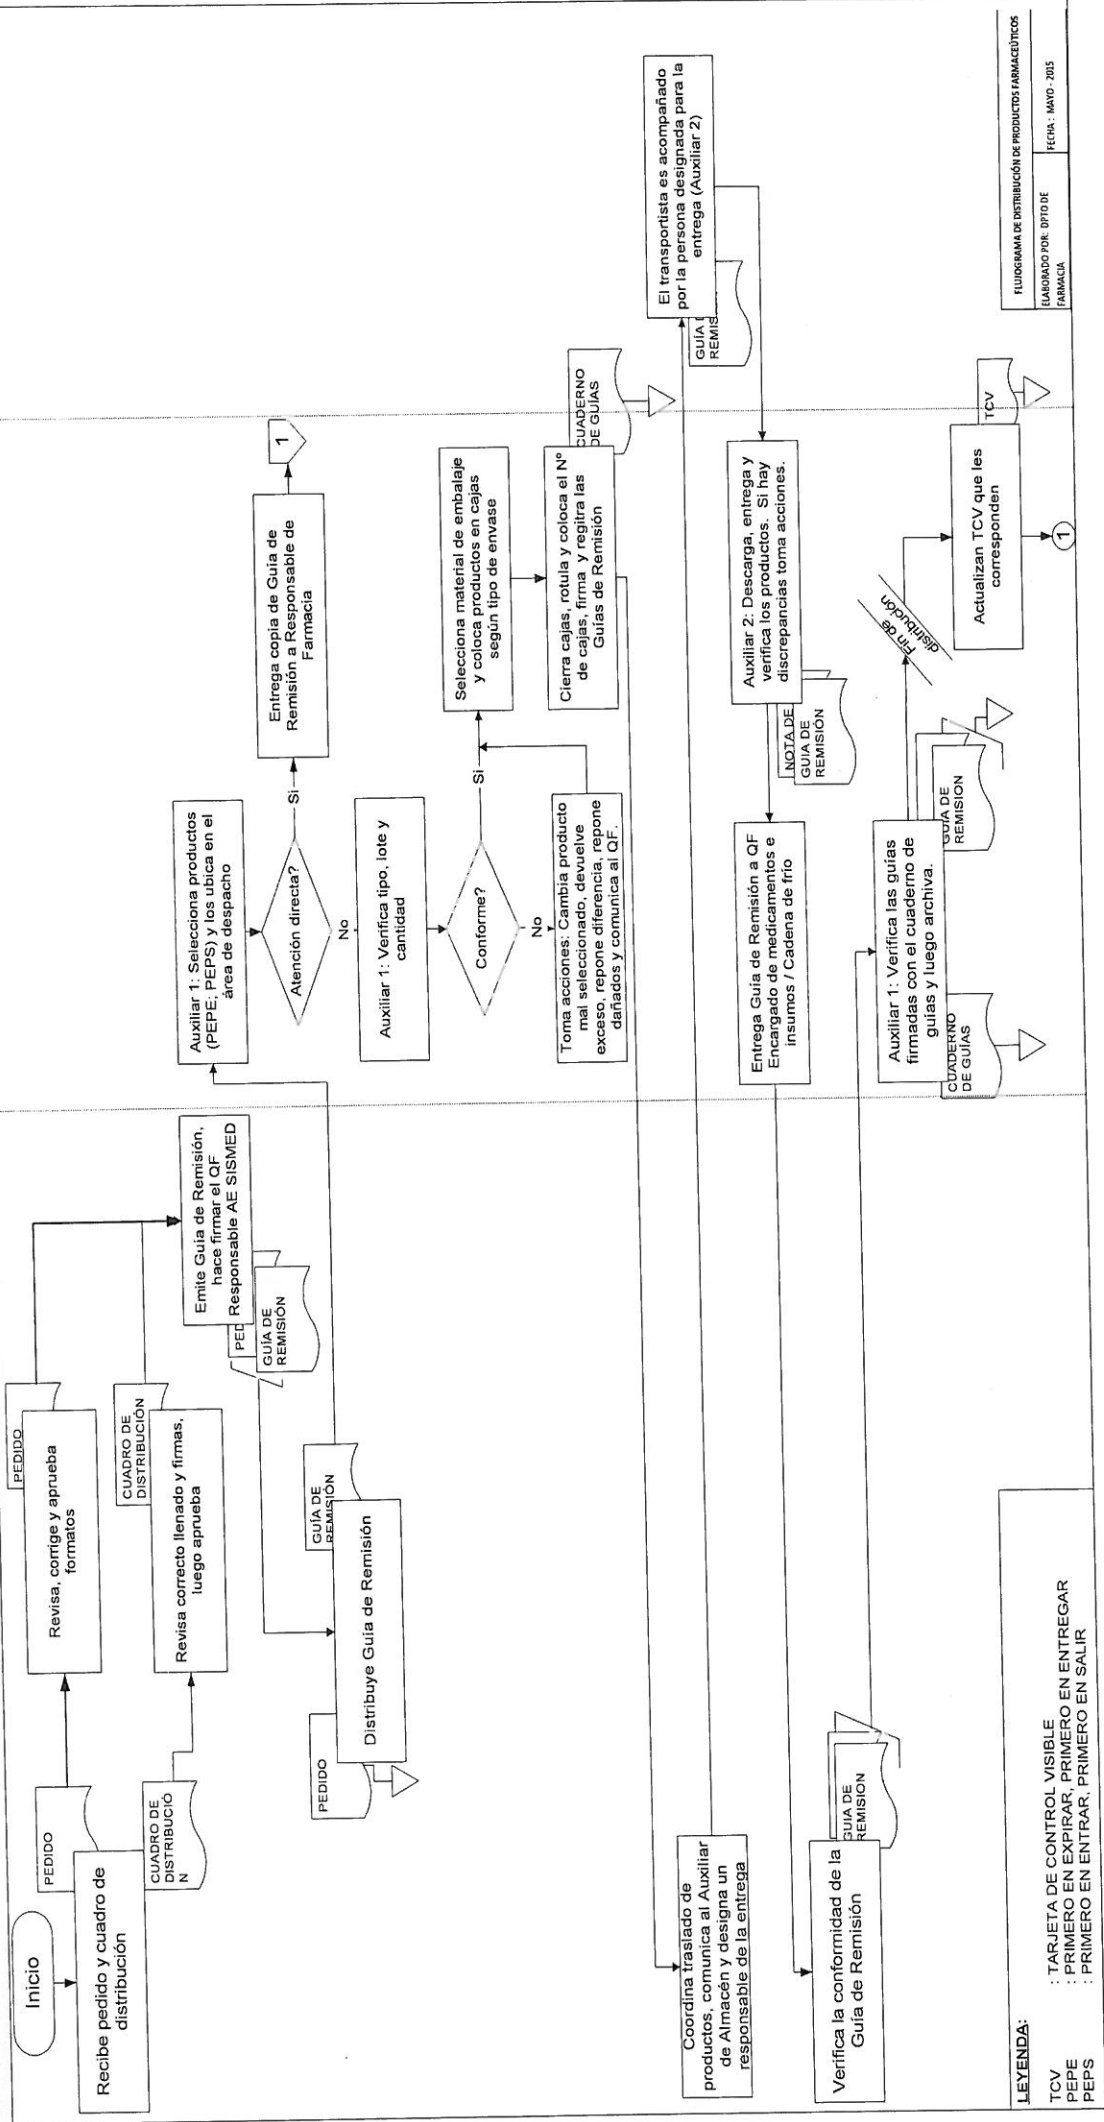 Inicio
Recibe pedido y cuadro de
distribución
PEDIDO
CUADRO DE
DISTRIBUCIÓ
N
PEDIDO
Revisa, corrige y aprueba
formatos
CUADRO DE
DISTRIBUCIÓN
Revisa correcto llenado y firmas,
luego aprueba
Emite Guía de Remisión,
hace firmar el QF
Responsable AE SISMED
PED
GUÍA DE
REMISIÓN
PEDIDO
Distribuye Guía de Remisión
GUÍA DE
REMISIÓN
Auxiliar 1: Selecciona productos
(PEPE; PEPS) y los ubica en el
área de despacho
Atención directa?
Si
Entrega copia de Guía de
Remisión a Responsable de
Farmacia
1
No
Auxiliar 1: Verifica tipo, lote y
cantidad
Conforme?
Si
Selecciona material de embalaje
y coloca productos en cajas
según tipo de envase
No
Toma acciones: Cambia producto
mal seleccionado, devuelve
exceso, repone diferencia, repone
dañados y comunica al QF.
Cierra cajas, rotula y coloca el Nº
de cajas, firma y regitra las
Guías de Remisión
CUADERNO
DE GUÍAS
Coordina traslado de
productos, comunica al Auxiliar
de Almacén y designa un
responsable de la entrega
El transportista es acompañado
por la persona designada para la
entrega (Auxiliar 2)
GUÍA D
REMIS
Auxiliar 2: Descarga, entrega y
verifica los productos. Si hay
discrepancias toma acciones.
NOTA DE
GUIA DE
REMISIÓN
Entrega Guía de Remisión a QF
Encargado de medicamentos e
insumos / Cadena de frío
Verifica la conformidad de la
Guía de Remisión
GUIA DE
REMISION
Auxiliar 1: Verifica las guías
firmadas con el cuaderno de
guías y luego archiva.
CUADERNO
DE GUÍAS
GUIA DE
REMISION
Fin de
distribución
Actualizan TCV que les
corresponden
TCV
1
LEYENDA:
TCV : TARJETA DE CONTROL VISIBLE
PEPE : PRIMERO EN EXPIRAR, PRIMERO EN ENTREGAR
PEPS : PRIMERO EN ENTRAR, PRIMERO EN SALIR
FLUJOGRAMA DE DISTRIBUCIÓN DE PRODUCTOS FARMACEÚTICOS
ELABORADO POR: DPTO DE
FARMACIA
FECHA : MAYO - 2015